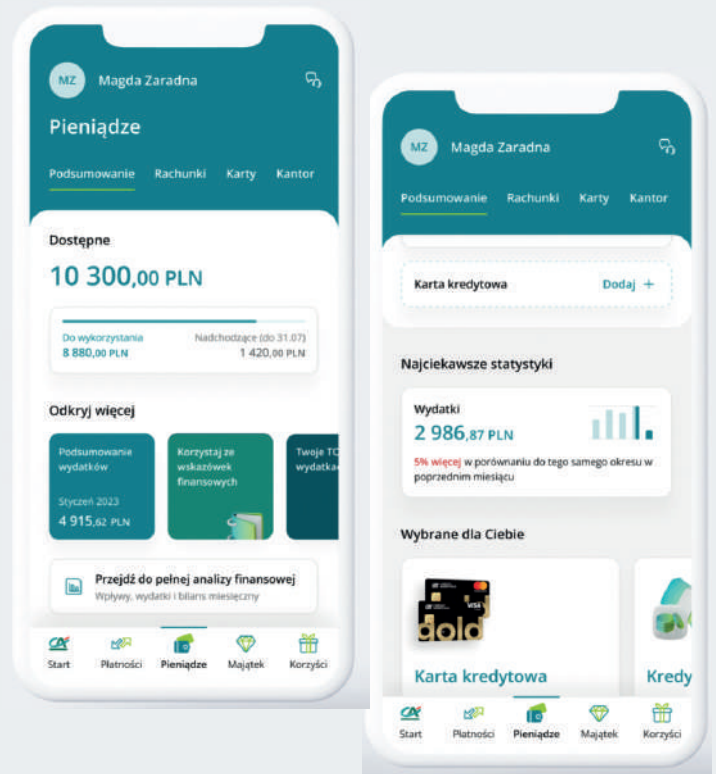 MZ Magda Zaradna
Pieniądze
Podsumowanie Rachunki Karty Kantor
Dostępne
10 300,00 PLN
Do wykorzystania Nadchodzące (do 31.07)
8 880,00 PLN 1 420,00 PLN
Odkryj więcej
Podsumowanie
wydatków
Styczeń 2023
4 915,62 PLN
Korzystaj ze
wskazówek
finansowych
Twoje TO
wydatka
Przejdź do pełnej analizy finansowej
Wpływy, wydatki i bilans miesięczny
Start Płatności Pieniądze Majątek Korzyści
MZ Magda Zaradna
Podsumowanie Rachunki Karty Kantor
Karta kredytowa Dodaj +
Najciekawsze statystyki
Wydatki
2 986,87 PLN
5% więcej w porównaniu do tego samego okresu w
poprzednim miesiącu
Wybrane dla Ciebie
gold
VISA
Karta kredytowa
Kredy
Start Płatności Pieniądze Majątek Korzyści